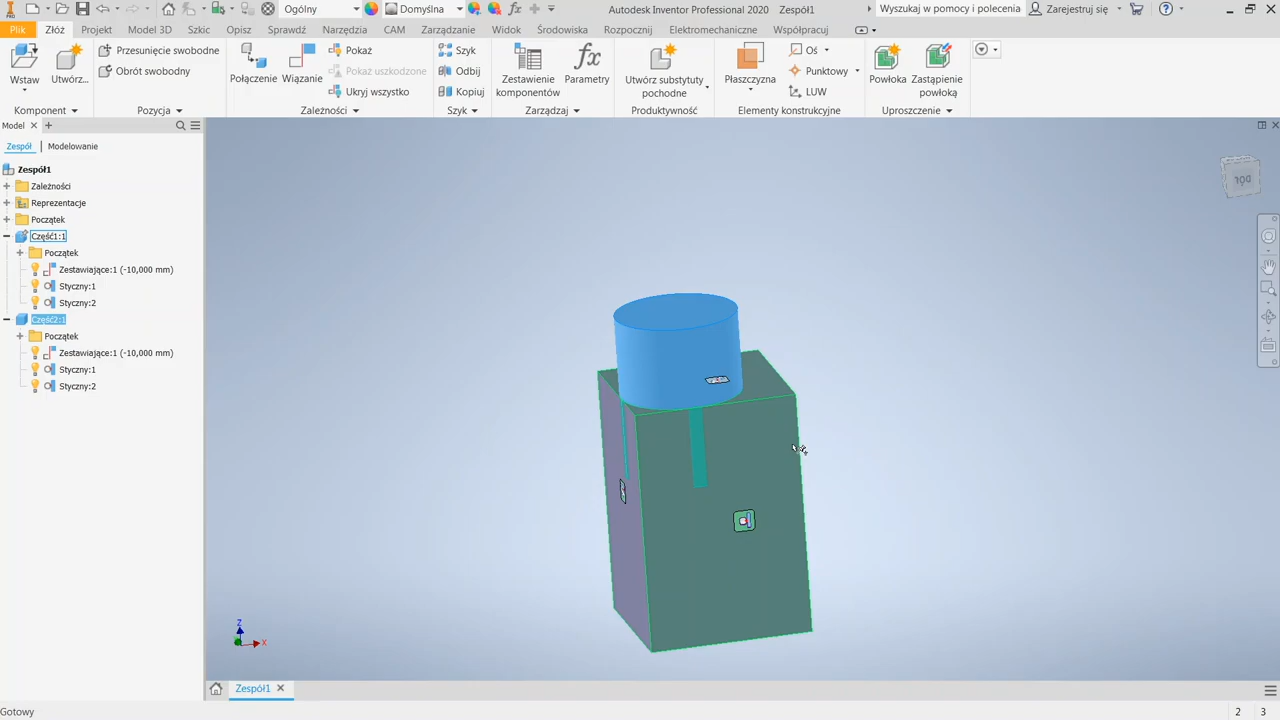 Ogólny
Domyślna
Autodesk Inventor Professional 2020 Zespół1
Wyszukaj w pomocy i polecenia
Zarejestruj się
PRO
Plik Złóż Projekt Model 3D Szkic Opisz Sprawdź Narzędzia CAM Zarządzanie Widok Środowiska Rozpocznij Elektromechaniczne Współpracuj
Wstaw
Utwórz...
Przesunięcie swobodne
Obrót swobodny
Połączenie
Wiązanie
Pokaż
Pokaż uszkodzone
Ukryj wszystko
Szyk
Odbij
Kopiuj
Zestawienie komponentów
Parametry
Utwórz substytuty pochodne
Płaszczyzna
Oś
Punktowy
LUW
Powłoka
Zastąpienie powłoką
Komponent Pozycja Zależności Szyk Zarządzaj Produktywność Elementy konstrukcyjne Uproszczenie
Model
Zespół Modelowanie
Zespół1
Zależności
Reprezentacje
Początek
Część1:1
Początek
Zestawiające:1 (-10,000 mm)
Styczny:1
Styczny:2
Część2:1
Początek
Zestawiające:1 (-10,000 mm)
Styczny:1
Styczny:2
TOP
Z
X
Zespół1
Gotowy
2 3